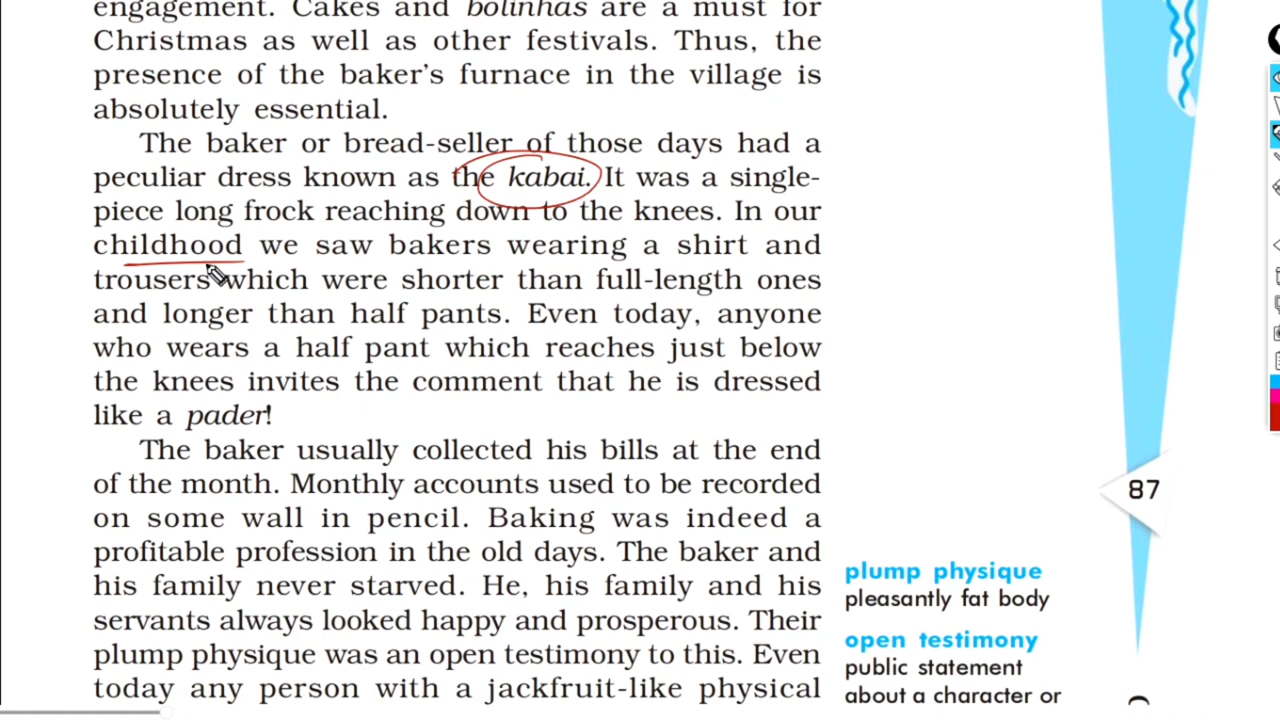 engagement. Cakes and bolinhas are a must for
Christmas as well as other festivals. Thus, the
presence of the baker's furnace in the village is
absolutely essential.
The baker or bread-seller of those days had a
peculiar dress known as the kabai. It was a single-
piece long frock reaching down to the knees. In our
childhood we saw bakers wearing a shirt and
trousers which were shorter than full-length ones
and longer than half pants. Even today, anyone
who wears a half pant which reaches just below
the knees invites the comment that he is dressed
like a pader!
The baker usually collected his bills at the end
of the month. Monthly accounts used to be recorded
on some wall in pencil. Baking was indeed a
profitable profession in the old days. The baker and
his family never starved. He, his family and his
servants always looked happy and prosperous. Their
plump physique was an open testimony to this. Even
today any person with a jackfruit-like physical
87
plump physique
pleasantly fat body
open testimony
public statement
about a character or